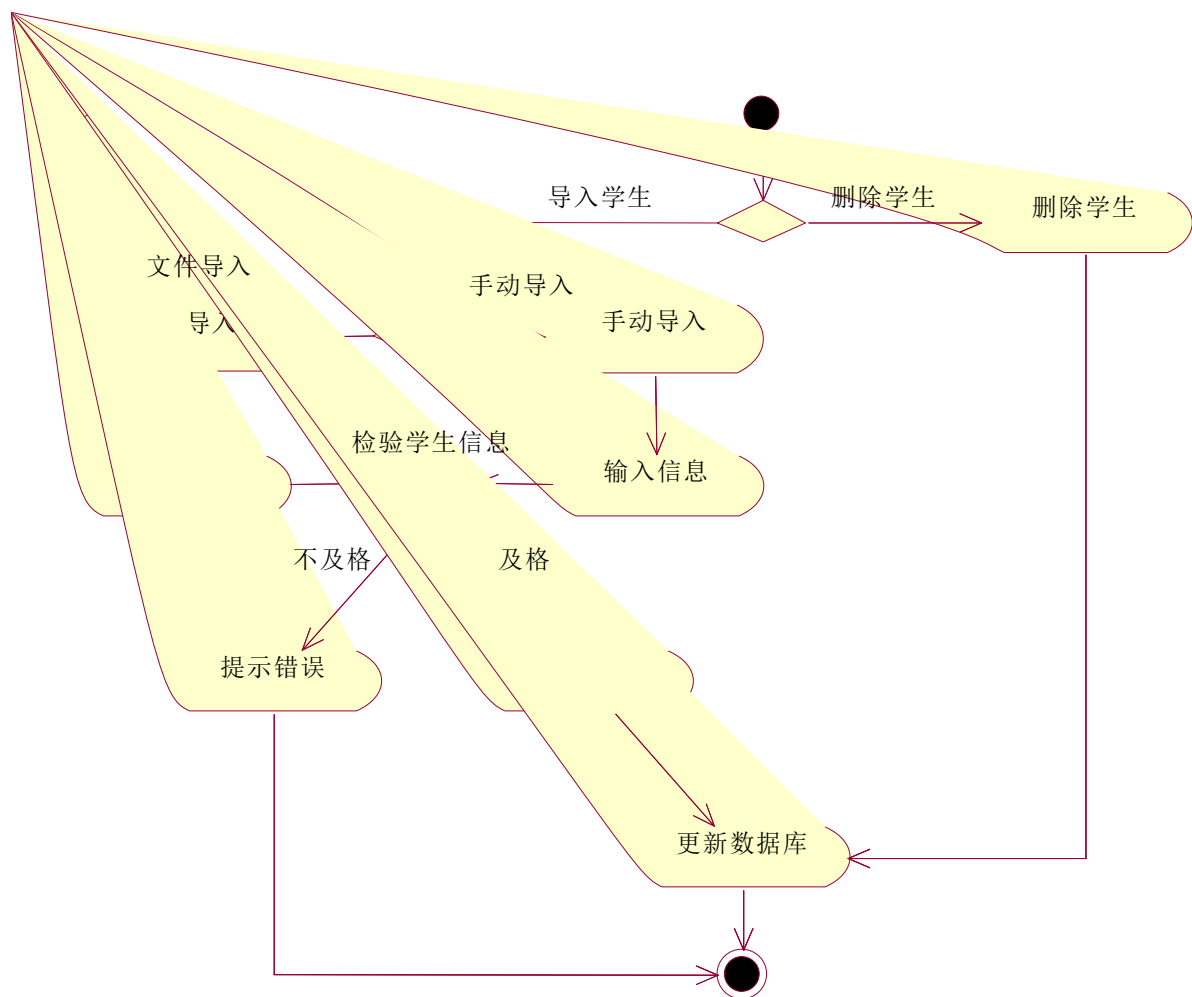 导入学生
删除学生
删除学生
文件导入
手动导入
导入
手动导入
检验学生信息
输入信息
不及格
及格
提示错误
更新数据库